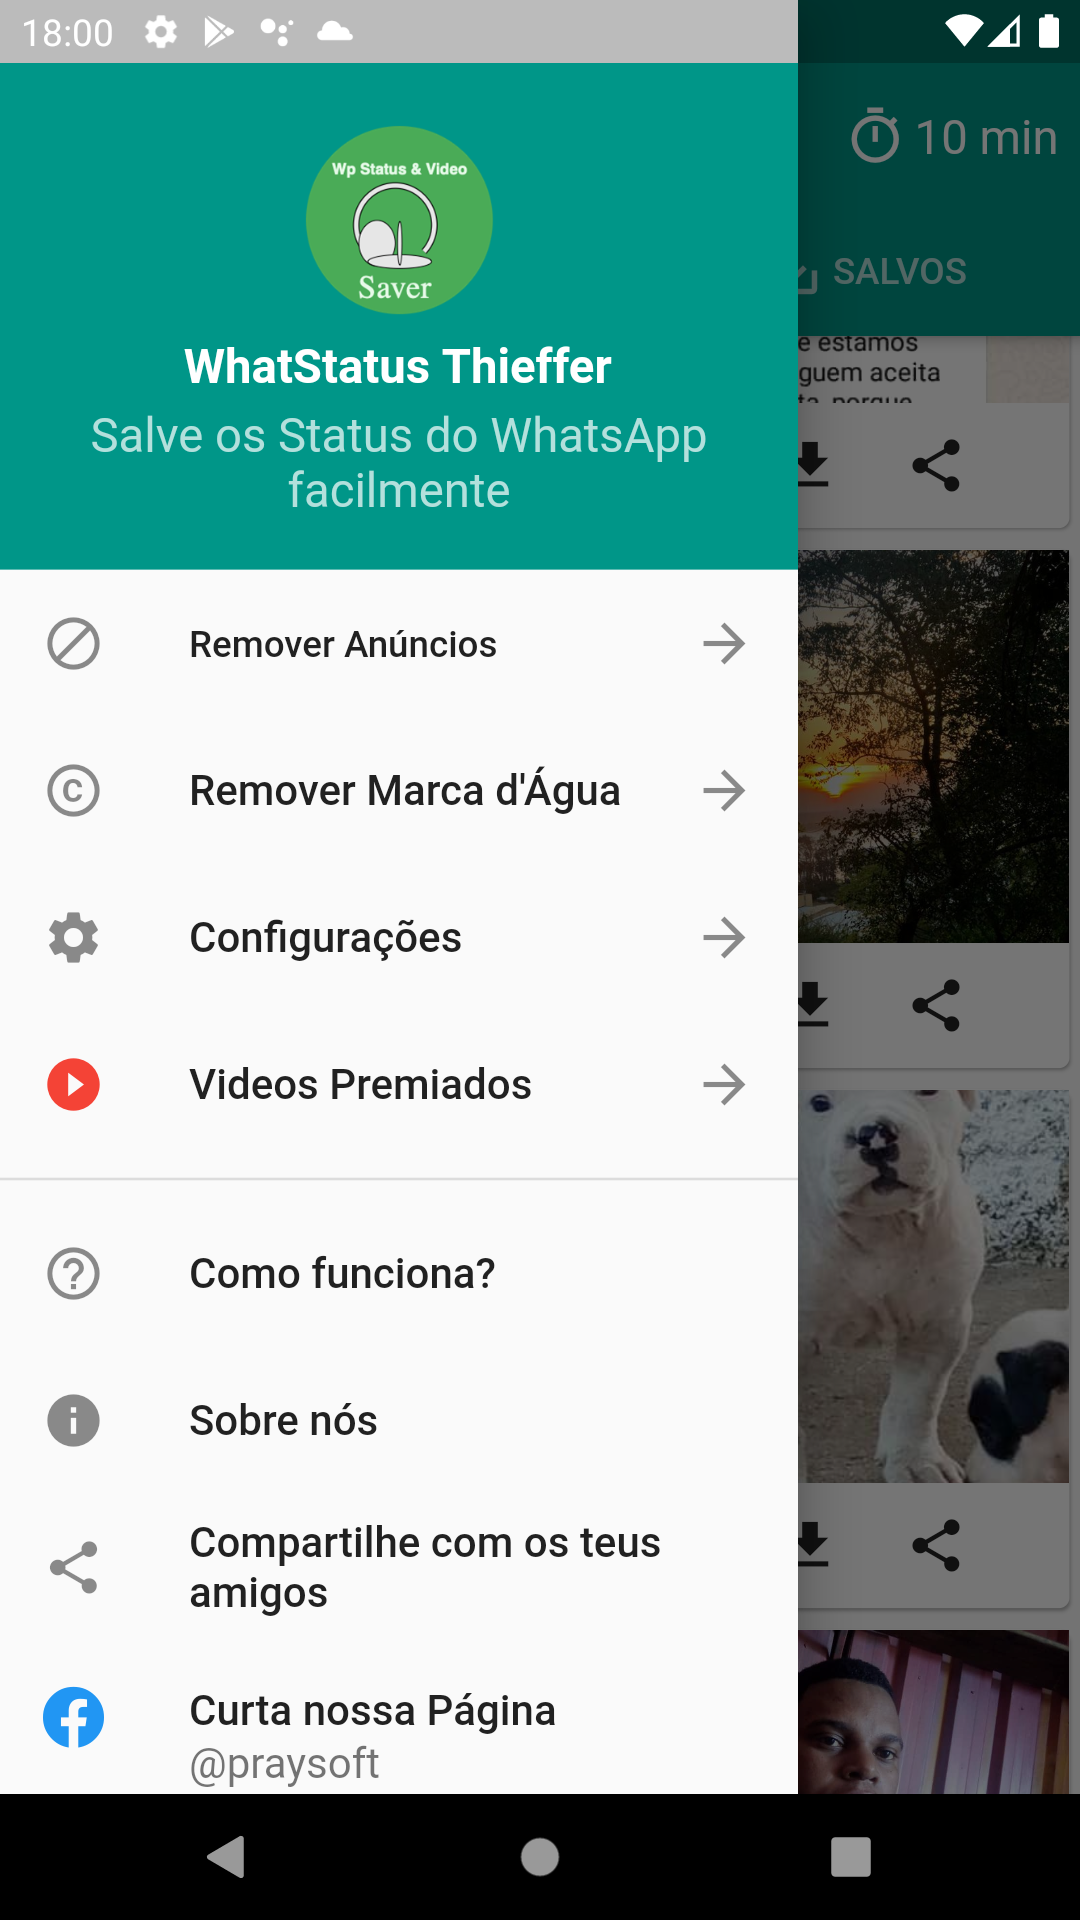 18:00
10 min
SALVOS
Wp Status & Video
Saver
WhatStatus Thieffer
Salve os Status do WhatsApp
facilmente
e estamos
guem aceita
ta, porque
Remover Anúncios
C
Remover Marca d'Água
Configurações
Videos Premiados
Como funciona?
Sobre nós
Compartilhe com os teus
amigos
Curta nossa Página
@praysoft